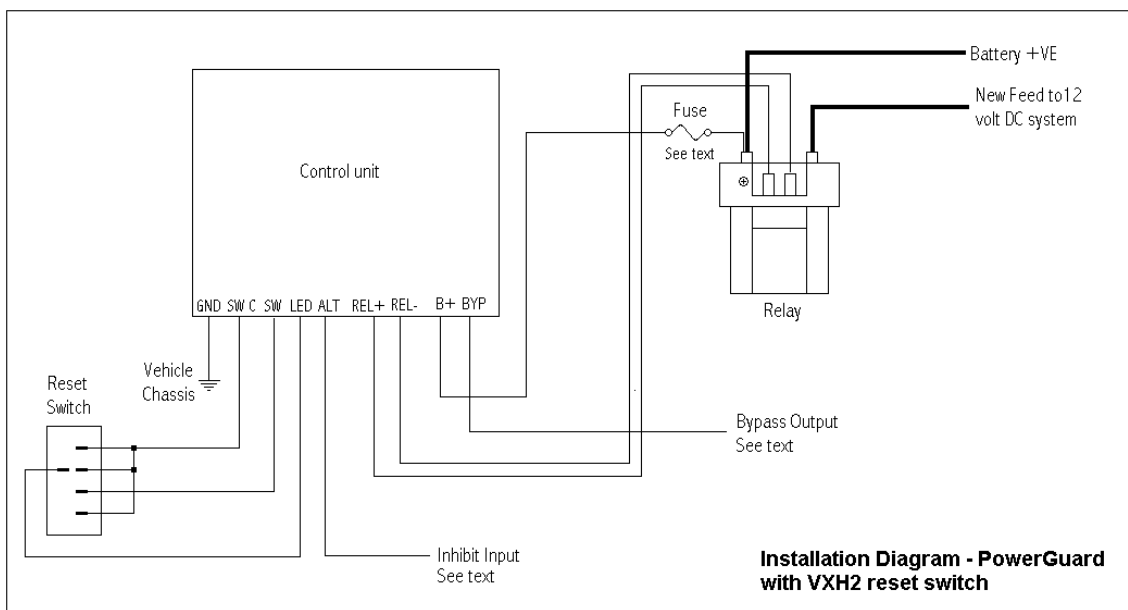 Battery +VE
New Feed to12
volt DC system
Fuse
See text
Control unit
Relay
GND SW C SW LED ALT REL+ REL- B+ BYP
Vehicle
Chassis
Reset
Switch
Bypass Output
See text
Inhibit Input
See text
Installation Diagram - PowerGuard
with VXH2 reset switch